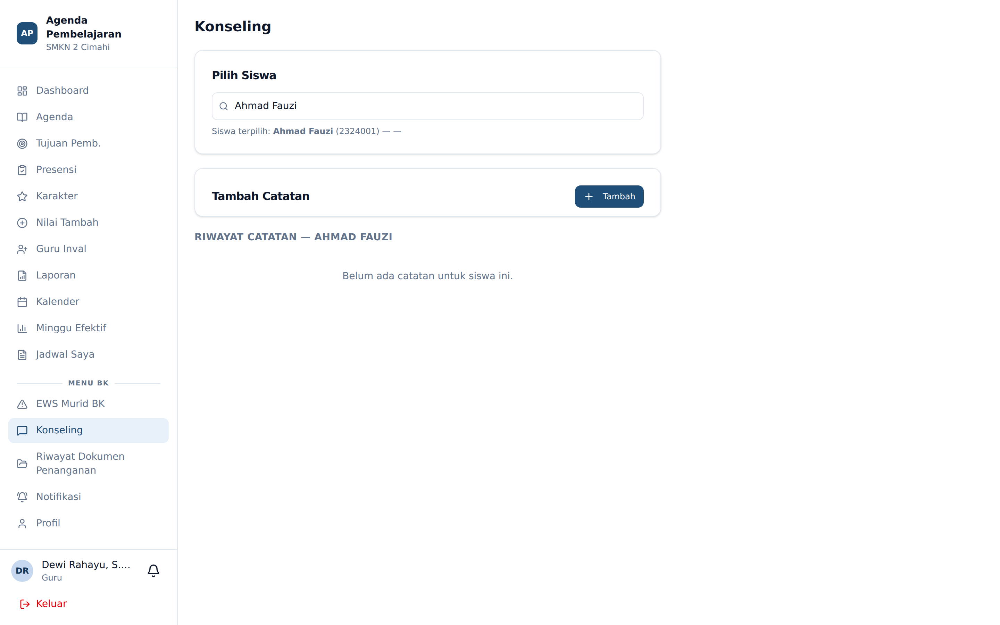 AP
Agenda
Pembelajaran
SMKN 2 Cimahi
Dashboard
Agenda
Tujuan Pemb.
Presensi
Karakter
Nilai Tambah
Guru Inval
Laporan
Kalender
Minggu Efektif
Jadwal Saya
MENU BK
EWS Murid BK
Konseling
Riwayat Dokumen
Penanganan
Notifikasi
Profil
DR
Dewi Rahayu, S....
Guru
Keluar
Konseling
Pilih Siswa
Ahmad Fauzi
Siswa terpilih: Ahmad Fauzi (2324001) — —
Tambah Catatan
Tambah
RIWAYAT CATATAN — AHMAD FAUZI
Belum ada catatan untuk siswa ini.